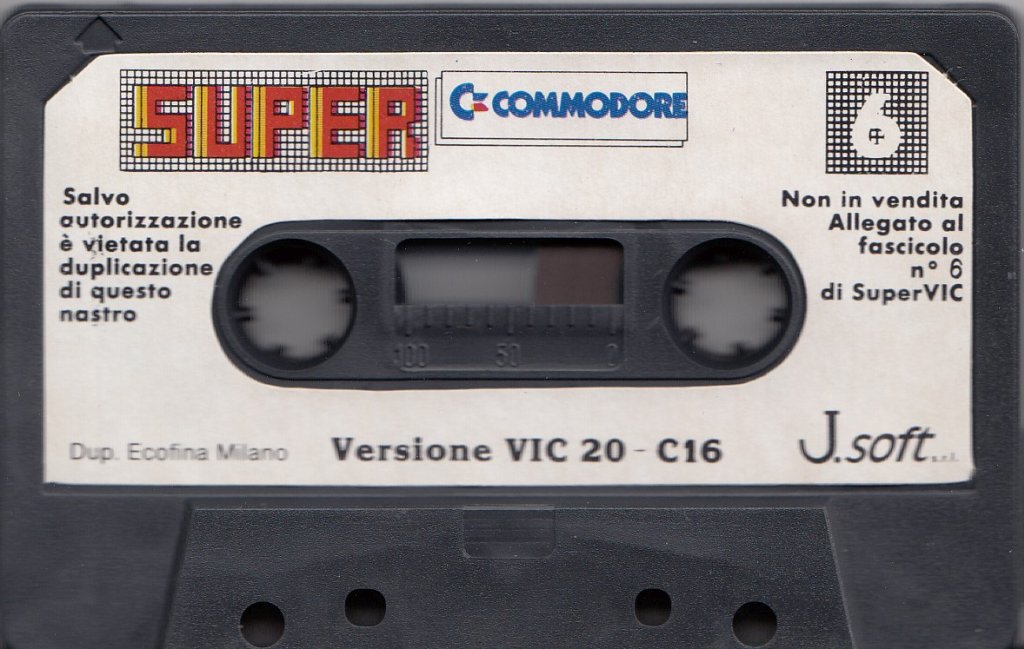 SUPER
COMMODORE
6
Salvo
autorizzazione
è vietata la
duplicazione
di questo
nastro
Non in vendita
Allegato al
fascicolo
n° 6
di SuperVIC
100 50 0
Dup. Ecofina Milano
Versione VIC 20 - C16
J.soft s.r.l.